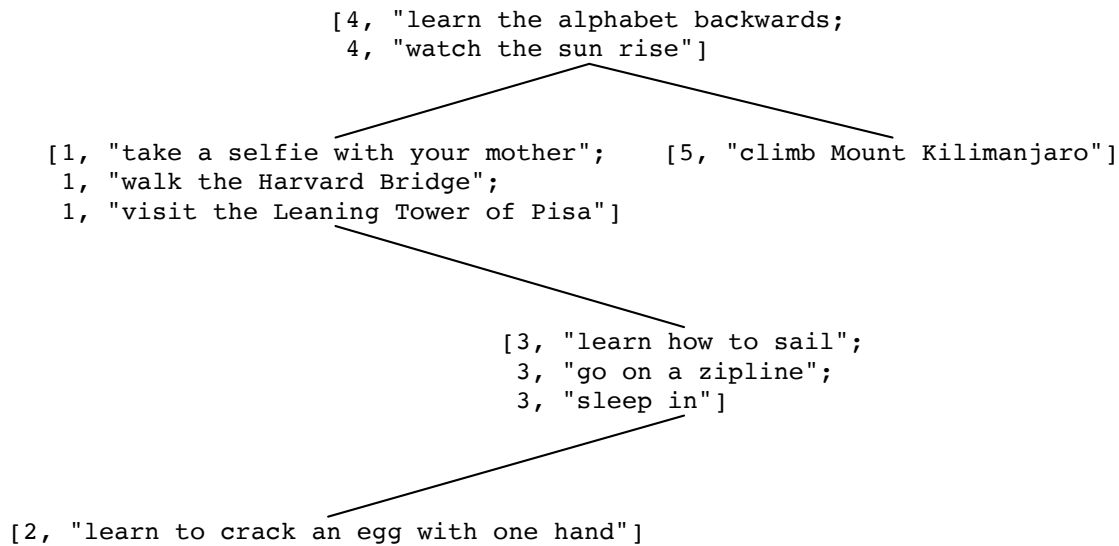 [4, "learn the alphabet backwards;
4, "watch the sun rise"]
[1, "take a selfie with your mother";
1, "walk the Harvard Bridge";
1, "visit the Leaning Tower of Pisa"]
[5, "climb Mount Kilimanjaro"]
[3, "learn how to sail";
3, "go on a zipline";
3, "sleep in"]
[2, "learn to crack an egg with one hand"]